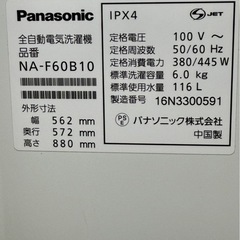 Panasonic
全自動電気洗濯機
品番
NA-F60B10
外形寸法
幅 562 mm
奥行 572 mm
高さ 880 mm
IPX4
JET
定格電圧 : 100 V ～
定格周波数 : 50/60 Hz
定格消費電力 : 380/445 W
標準洗濯容量 : 6.0 kg
標準使用水量 : 116 L
製造番号 : 16N3300591
PSE パナソニック株式会社
中国製